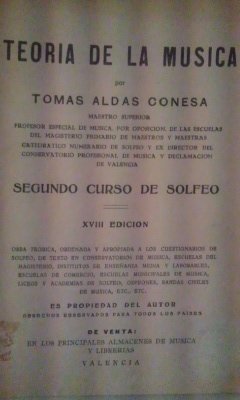 TEORIA DE LA MUSICA
por
TOMAS ALDAS CONESA
MAESTRO SUPERIOR
PROFESOR ESPECIAL DE MUSICA, POR OPOSICION, DE LAS ESCUELAS
DEL MAGISTERIO PRIMARIO DE MAESTROS Y MAESTRAS
CATEDRATICO NUMERARIO DE SOLFEO Y EX DIRECTOR DEL
CONSERVATORIO PROFESIONAL DE MUSICA Y DECLAMACION
DE VALENCIA
SEGUNDO CURSO DE SOLFEO
XVIII EDICION
OBRA TEORICA, ORDENADA Y APROPIADA A LOS CUESTIONARIOS DE
SOLFEO, DE TEXTO EN CONSERVATORIOS DE MUSICA, ESCUELAS DEL
MAGISTERIO, INSTITUTOS DE ENSEÑANZA MEDIA Y LABORALES,
ESCUELAS DE COMERCIO, ESCUELAS MUNICIPALES DE MUSICA,
LICEOS Y ACADEMIAS DE SOLFEO, ORFEONES, BANDAS CIVILES
DE MUSICA, ETC., ETC.
ES PROPIEDAD DEL AUTOR
DERECHOS RESERVADOS PARA TODOS LOS PAISES
DE VENTA:
EN LOS PRINCIPALES ALMACENES DE MUSICA
Y LIBRERIAS
VALENCIA